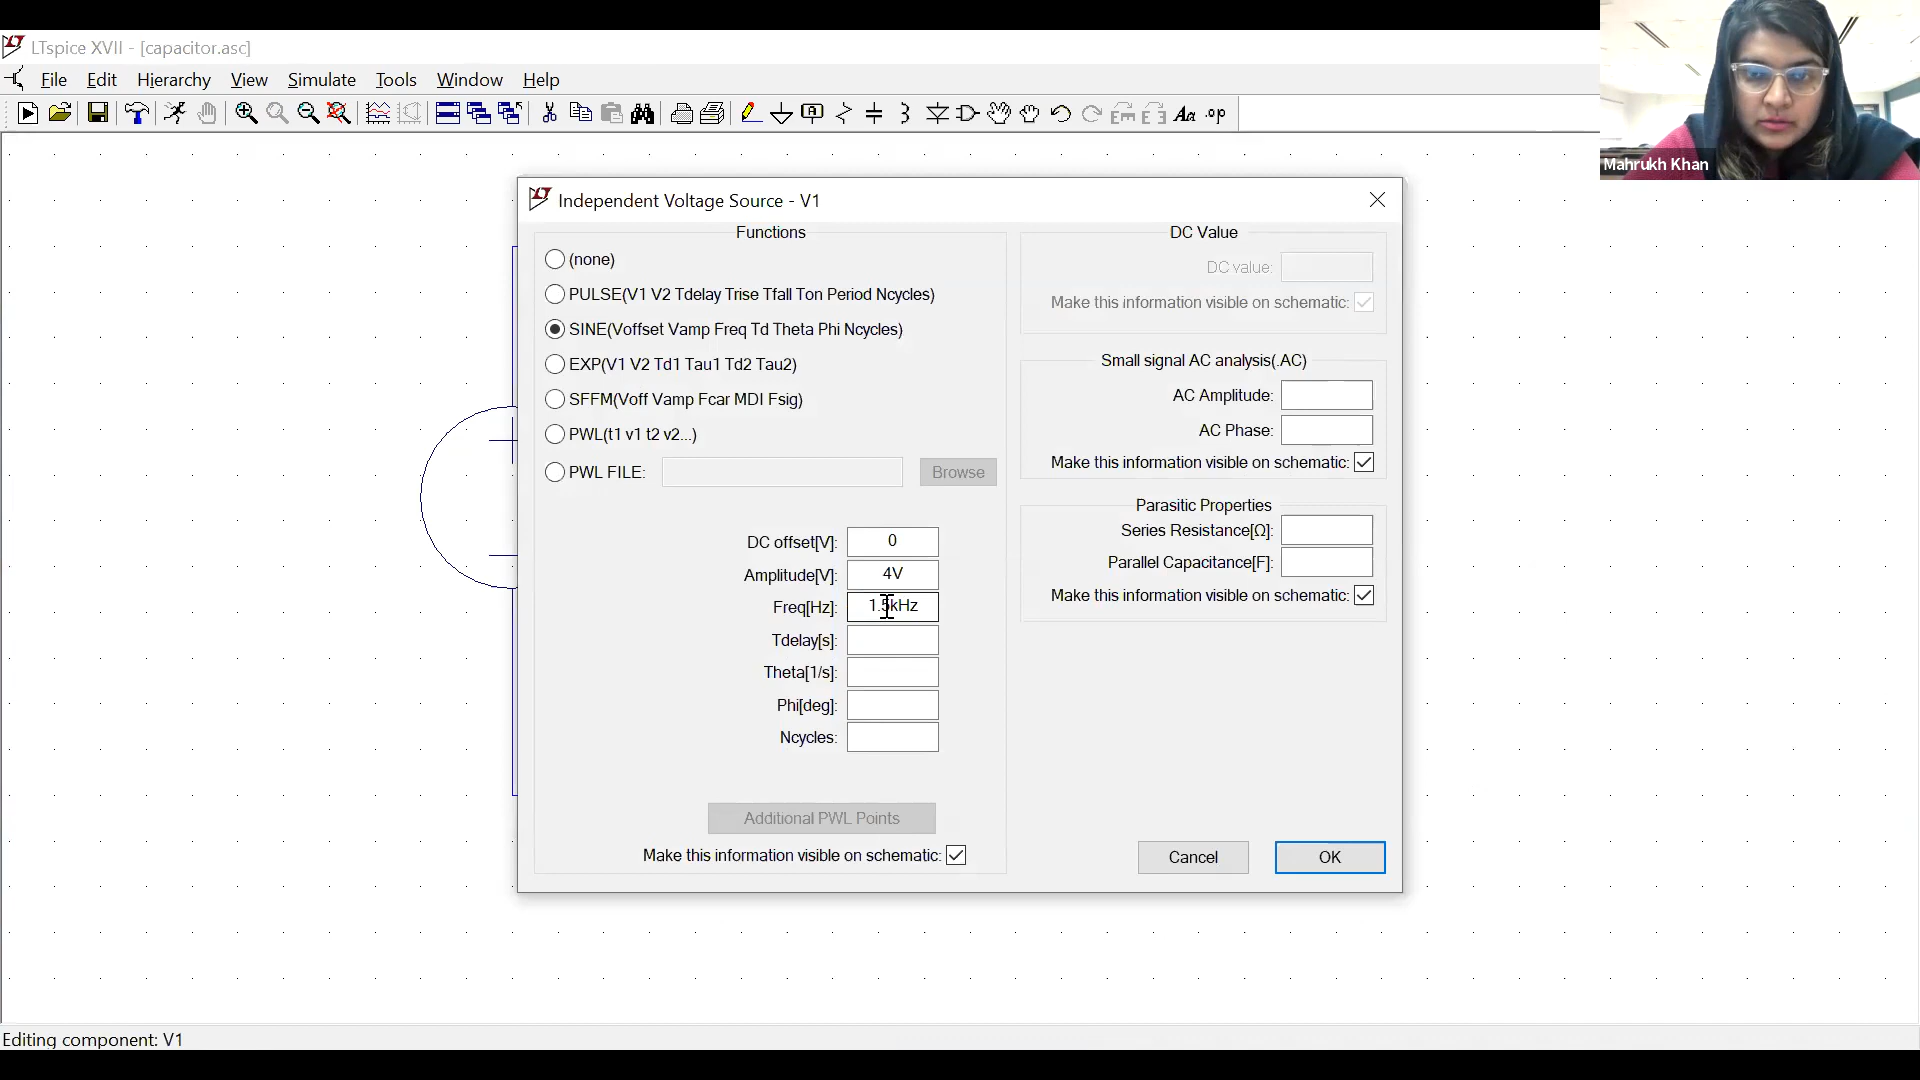 LTspice XVII - [capacitor.asc]
File Edit Hierarchy View Simulate Tools Window Help
Aa .op
Mahrukh Khan
Independent Voltage Source - V1
Functions
(none)
PULSE(V1 V2 Tdelay Trise Tfall Ton Period Ncycles)
SINE(Voffset Vamp Freq Td Theta Phi Ncycles)
EXP(V1 V2 Td1 Tau1 Td2 Tau2)
SFFM(Voff Vamp Fcar MDI Fsig)
PWL(t1 v1 t2 v2...)
PWL FILE: Browse
DC offset[V]: 0
Amplitude[V]: 4V
Freq[Hz]: 1.5kHz
Tdelay[s]:
Theta[1/s]:
Phi[deg]:
Ncycles:
Additional PWL Points
Make this information visible on schematic:
DC Value
DC value:
Make this information visible on schematic:
Small signal AC analysis(.AC)
AC Amplitude:
AC Phase:
Make this information visible on schematic:
Parasitic Properties
Series Resistance[Ω]:
Parallel Capacitance[F]:
Make this information visible on schematic:
Cancel OK
Editing component: V1